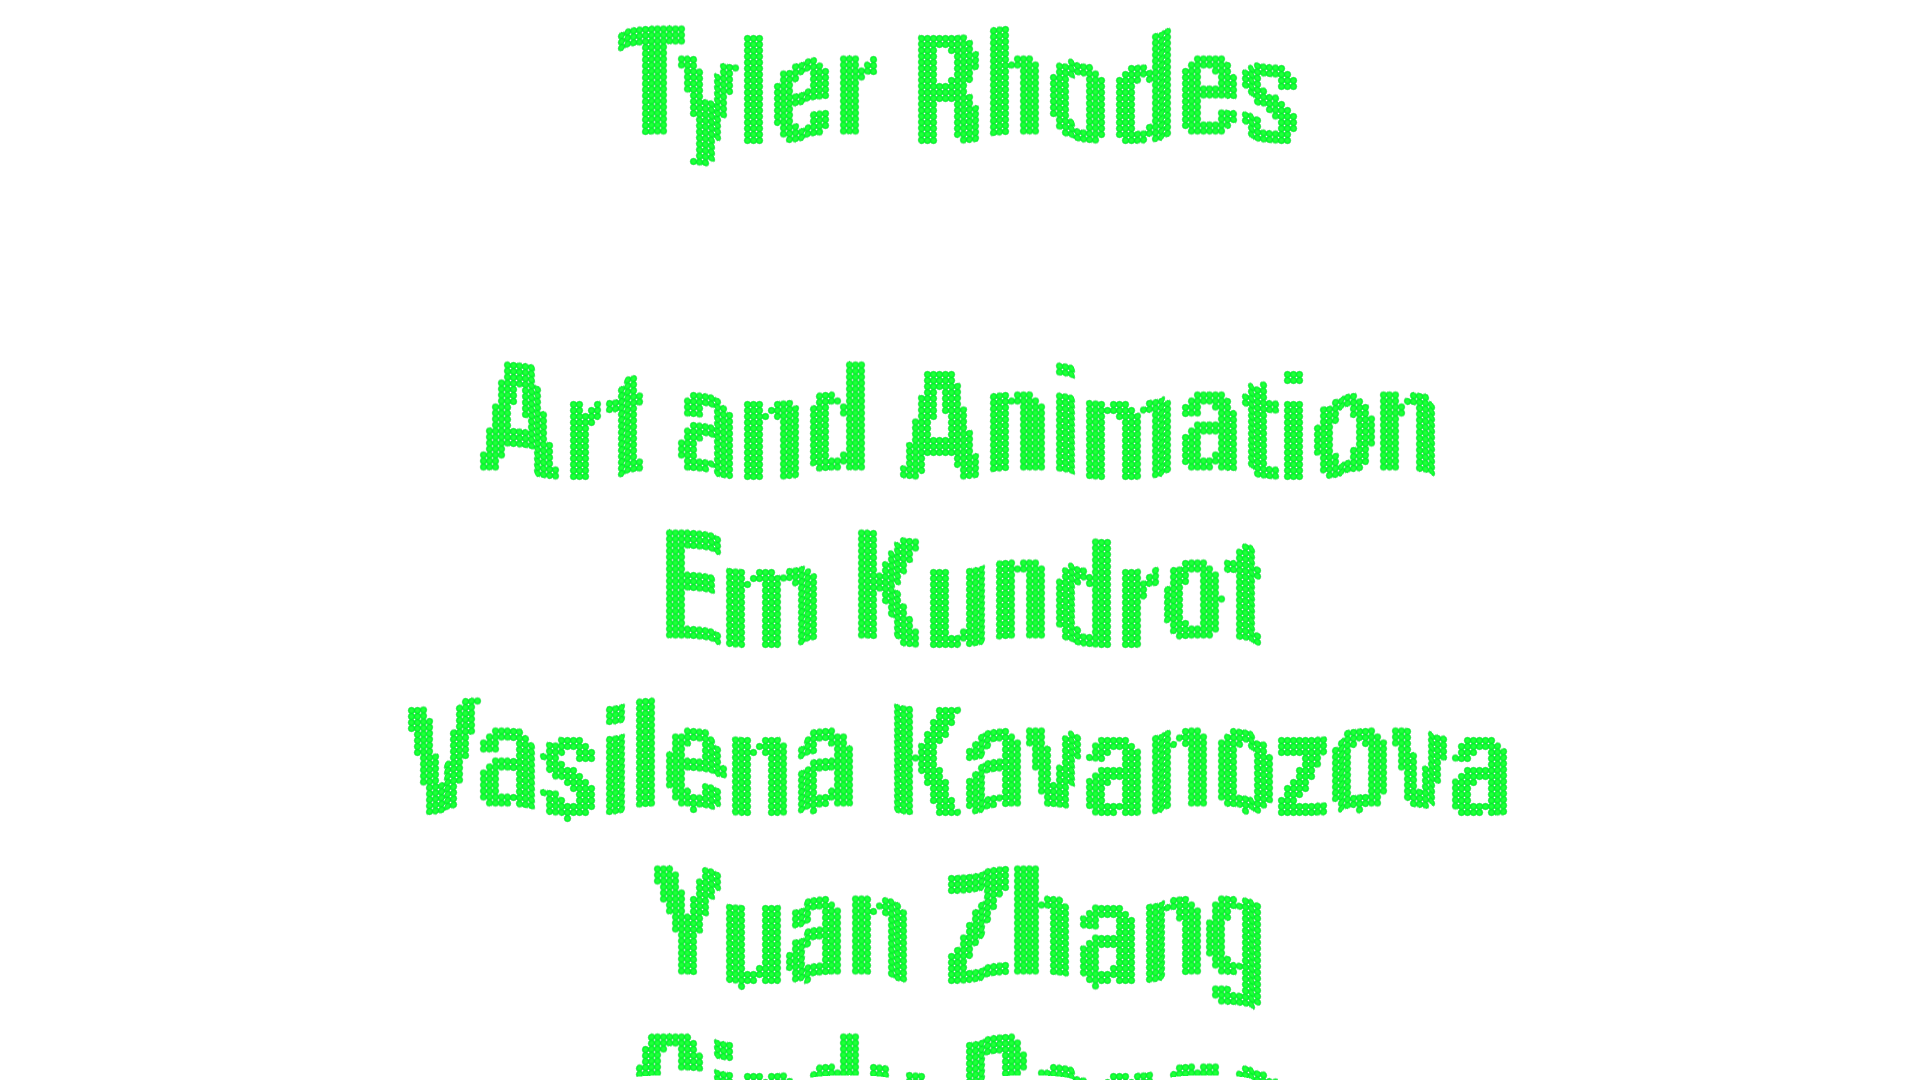 Tyler Rhodes
Art and Animation
Em Kundrot
Vasilena Kavanozova
Yuan Zhang